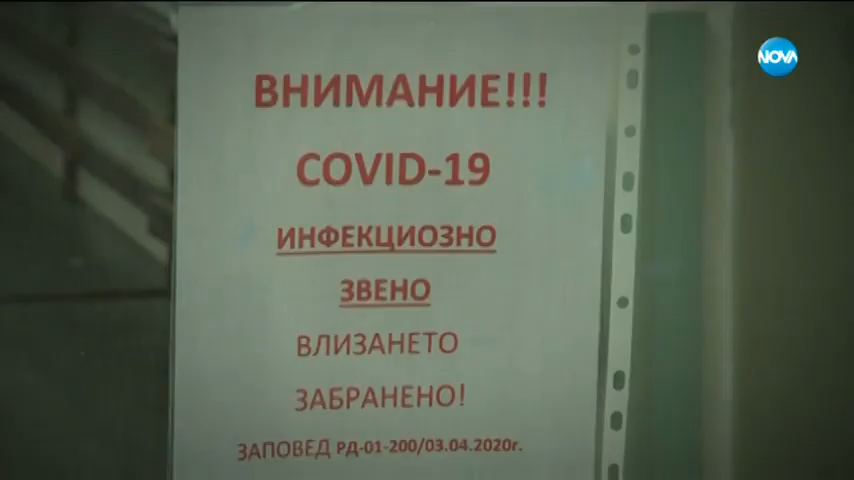 NOVA
ВНИМАНИЕ!!!
COVID-19
ИНФЕКЦИОЗНО
ЗВЕНО
ВЛИЗАНЕТО
ЗАБРАНЕНО!
ЗАПОВЕД РД-01-200/03.04.2020г.